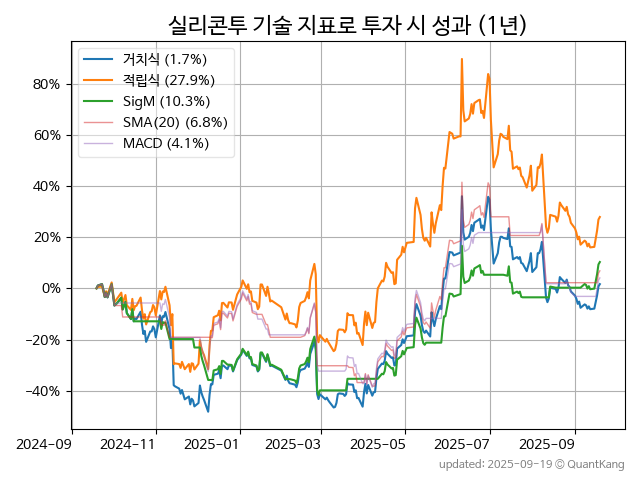 실리콘투 기술 지표로 투자 시 성과 (1년)
거치식 (1.7%)
적립식 (27.9%)
SigM (10.3%)
SMA(20) (6.8%)
MACD (4.1%)
80%
60%
40%
20%
0%
−20%
−40%
2024-09 2024-11 2025-01 2025-03 2025-05 2025-07 2025-09
updated: 2025-09-19 © QuantKang